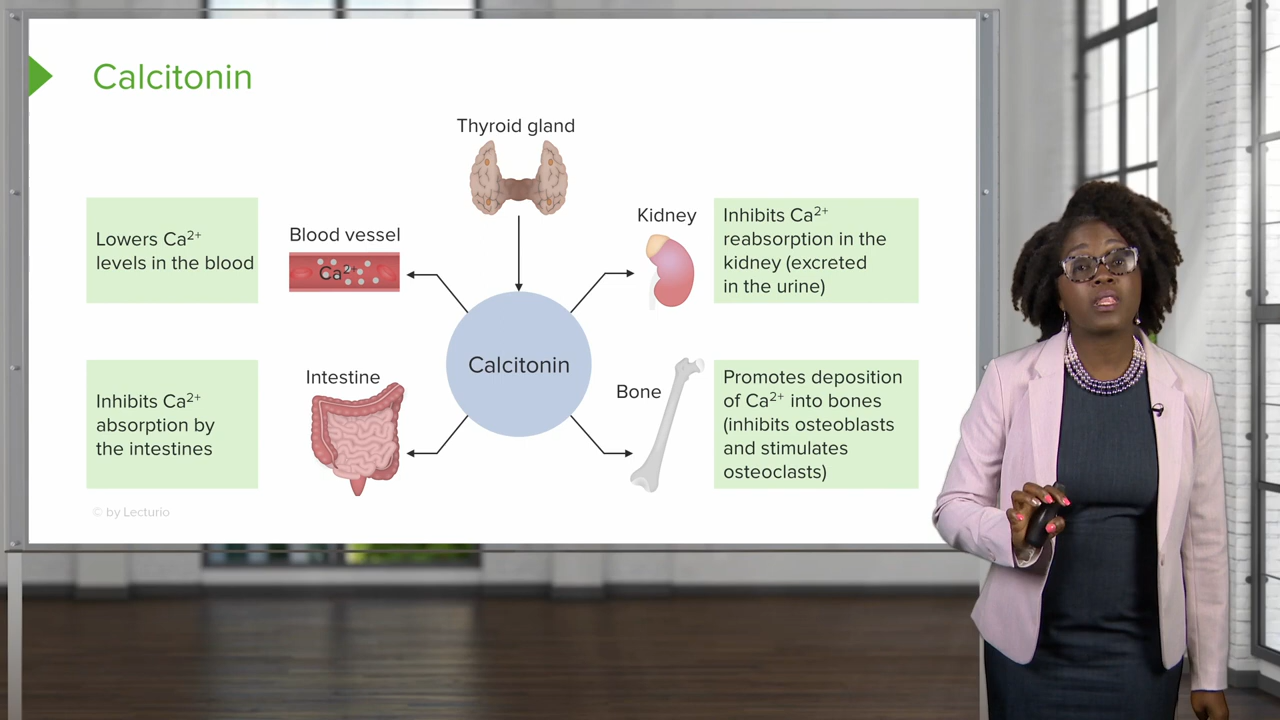 Calcitonin
Thyroid gland
Lowers Ca²⁺
levels in the blood
Blood vessel
Ca²⁺
Kidney
Inhibits Ca²⁺
reabsorption in the
kidney (excreted
in the urine)
Calcitonin
Inhibits Ca²⁺
absorption by
the intestines
Intestine
Bone
Promotes deposition
of Ca²⁺ into bones
(inhibits osteoblasts
and stimulates
osteoclasts)
© by Lecturio